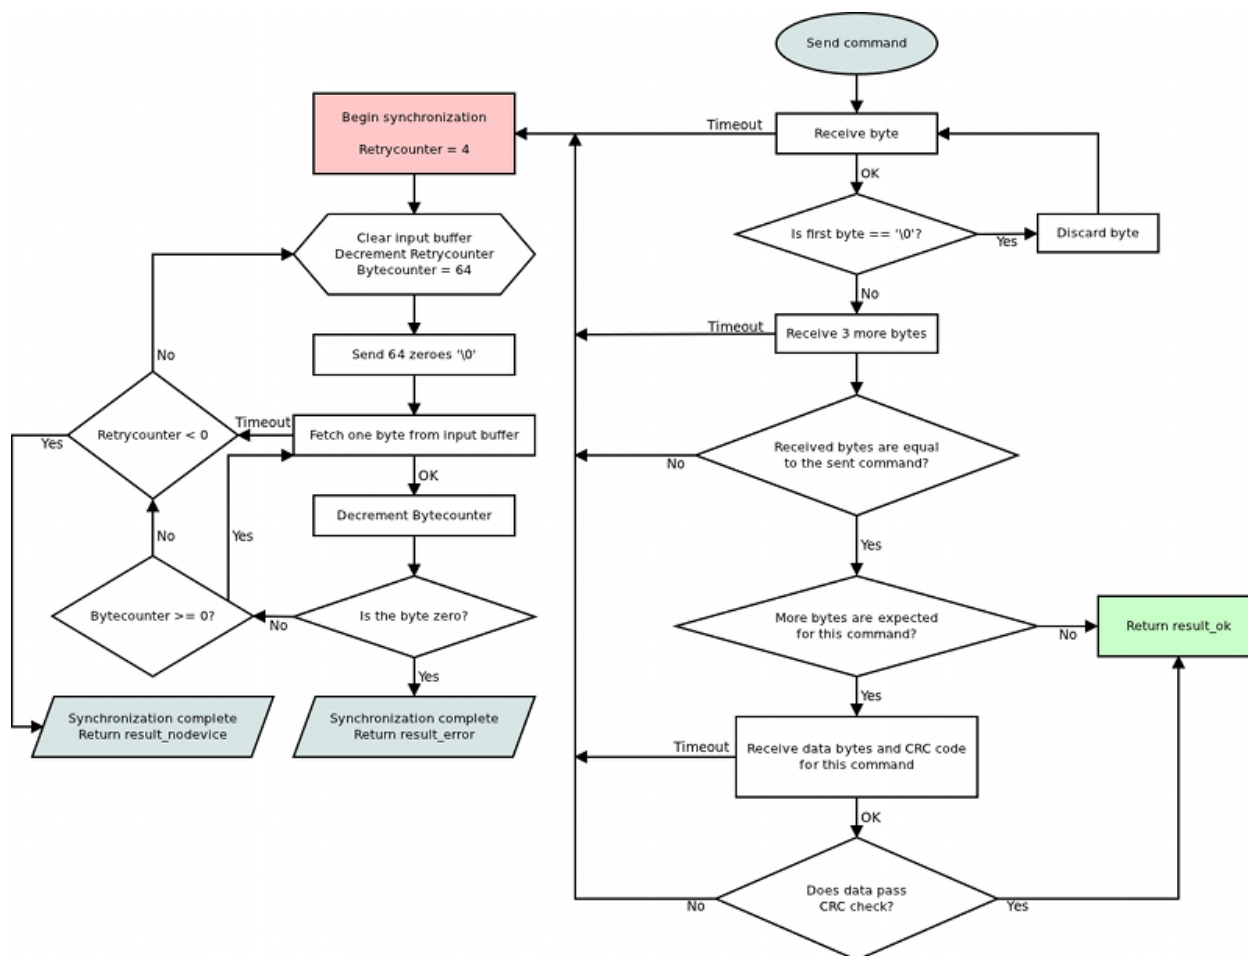 Send command
Begin synchronization
Retrycounter = 4
Timeout
Receive byte
OK
Is first byte == '\0'?
Yes
Discard byte
Clear input buffer
Decrement Retrycounter
Bytecounter = 64
No
Timeout
Receive 3 more bytes
Send 64 zeroes '\0'
No
Retrycounter < 0
Yes
Timeout
Fetch one byte from input buffer
OK
Received bytes are equal
to the sent command?
No
Decrement Bytecounter
No
Yes
Yes
Bytecounter >= 0?
No
Is the byte zero?
Yes
More bytes are expected
for this command?
No
Return result_ok
Yes
Synchronization complete
Return result_nodevice
Synchronization complete
Return result_error
Timeout
Receive data bytes and CRC code
for this command
OK
Does data pass
CRC check?
No
Yes